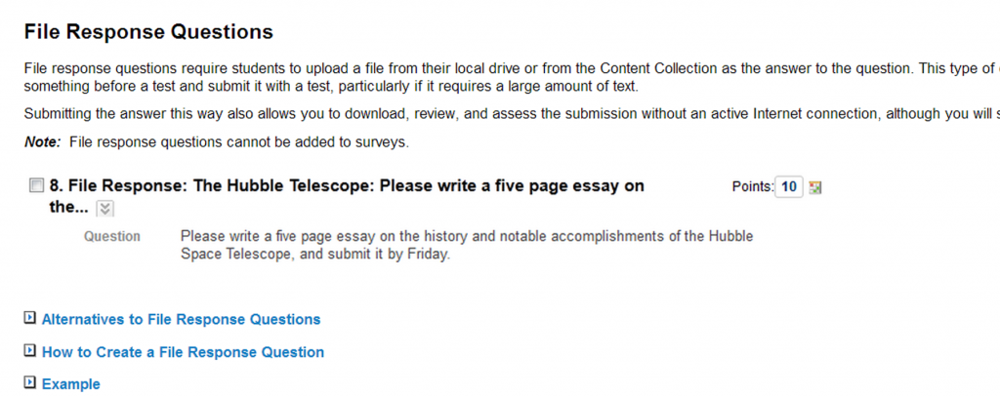 File Response Questions
File response questions require students to upload a file from their local drive or from the Content Collection as the answer to the question. This type of
something before a test and submit it with a test, particularly if it requires a large amount of text.
Submitting the answer this way also allows you to download, review, and assess the submission without an active Internet connection, although you will
Note: File response questions cannot be added to surveys.
8. File Response: The Hubble Telescope: Please write a five page essay on Points: 10
the...
Question Please write a five page essay on the history and notable accomplishments of the Hubble
Space Telescope, and submit it by Friday.
Alternatives to File Response Questions
How to Create a File Response Question
Example